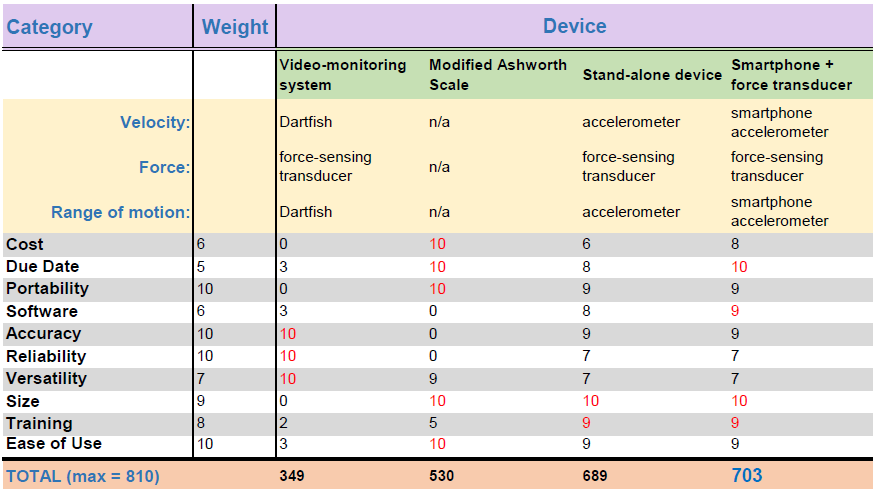 Category Weight Device
Video-monitoring system Modified Ashworth Scale Stand-alone device Smartphone + force transducer
Velocity: Dartfish n/a accelerometer smartphone accelerometer
Force: force-sensing transducer n/a force-sensing transducer force-sensing transducer
Range of motion: Dartfish n/a accelerometer smartphone accelerometer
Cost 6 0 10 6 8
Due Date 5 3 10 8 10
Portability 10 0 10 9 9
Software 6 3 0 8 9
Accuracy 10 10 0 9 9
Reliability 10 10 0 7 7
Versatility 7 10 9 7 7
Size 9 0 10 10 10
Training 8 2 5 9 9
Ease of Use 10 3 10 9 9
TOTAL (max = 810) 349 530 689 703